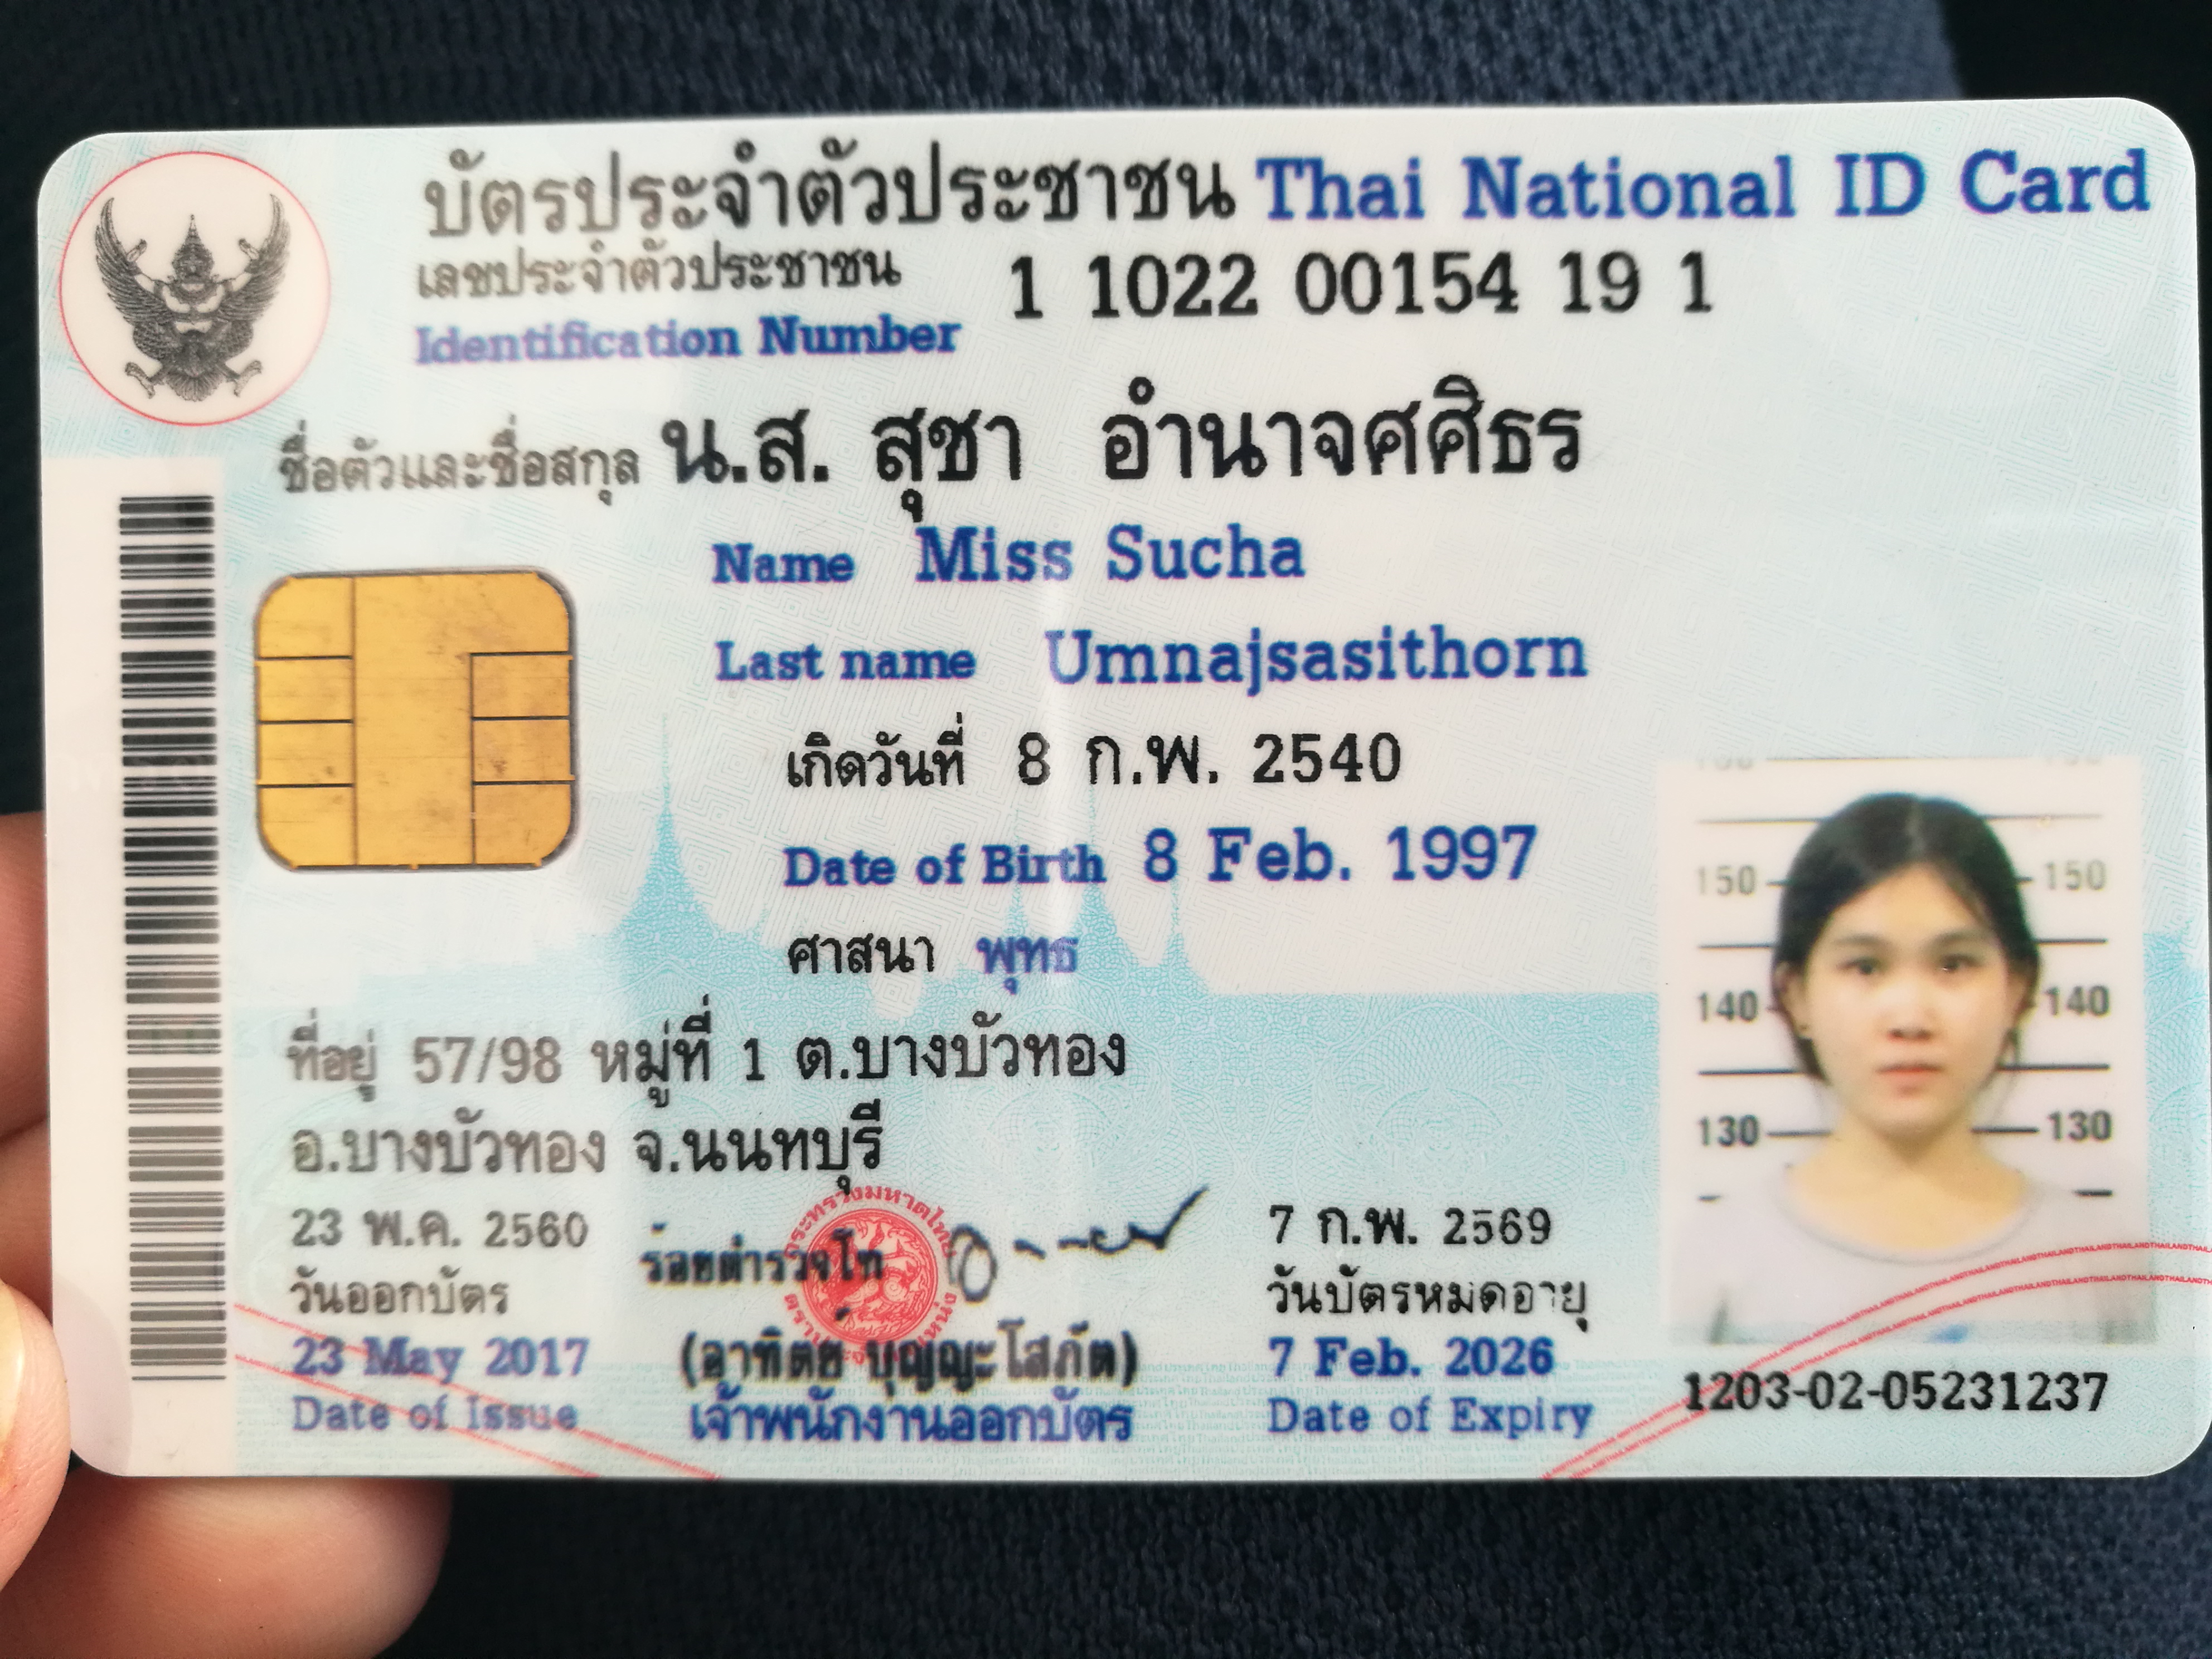 บัตรประจำตัวประชาชน Thai National ID Card
เลขประจำตัวประชาชน 1 1022 00154 19 1
Identification Number
ชื่อตัวและชื่อสกุล น.ส. สุชา อำนาจศศิธร
Name Miss Sucha
Last name Umnajsasithorn
เกิดวันที่ 8 ก.พ. 2540
Date of Birth 8 Feb. 1997
ศาสนา พุทธ
ที่อยู่ 57/98 หมู่ที่ 1 ต.บางบัวทอง
อ.บางบัวทอง จ.นนทบุรี
23 พ.ค. 2560
วันออกบัตร
23 May 2017
Date of Issue
ร้อยตำรวจโท
(อาทิตย์ บุญญะโสภัต)
เจ้าพนักงานออกบัตร
7 ก.พ. 2569
วันบัตรหมดอายุ
7 Feb. 2026
Date of Expiry
150 150
140 140
130 130
1203-02-05231237